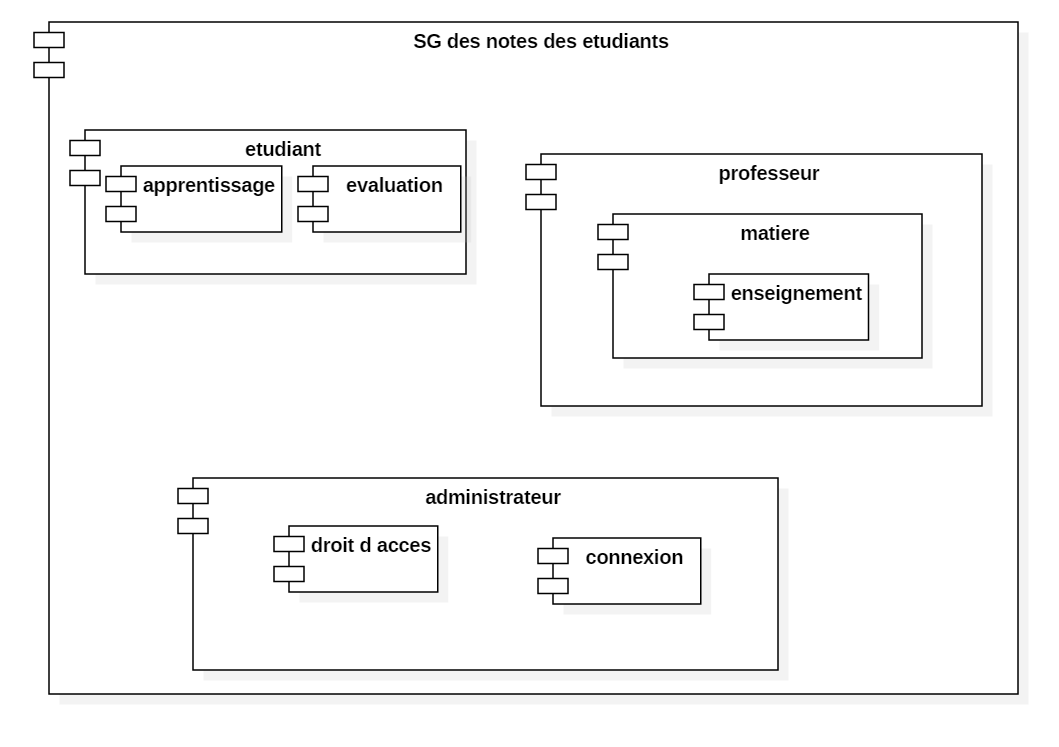 SG des notes des etudiants
etudiant
apprentissage
evaluation
professeur
matiere
enseignement
administrateur
droit d acces
connexion